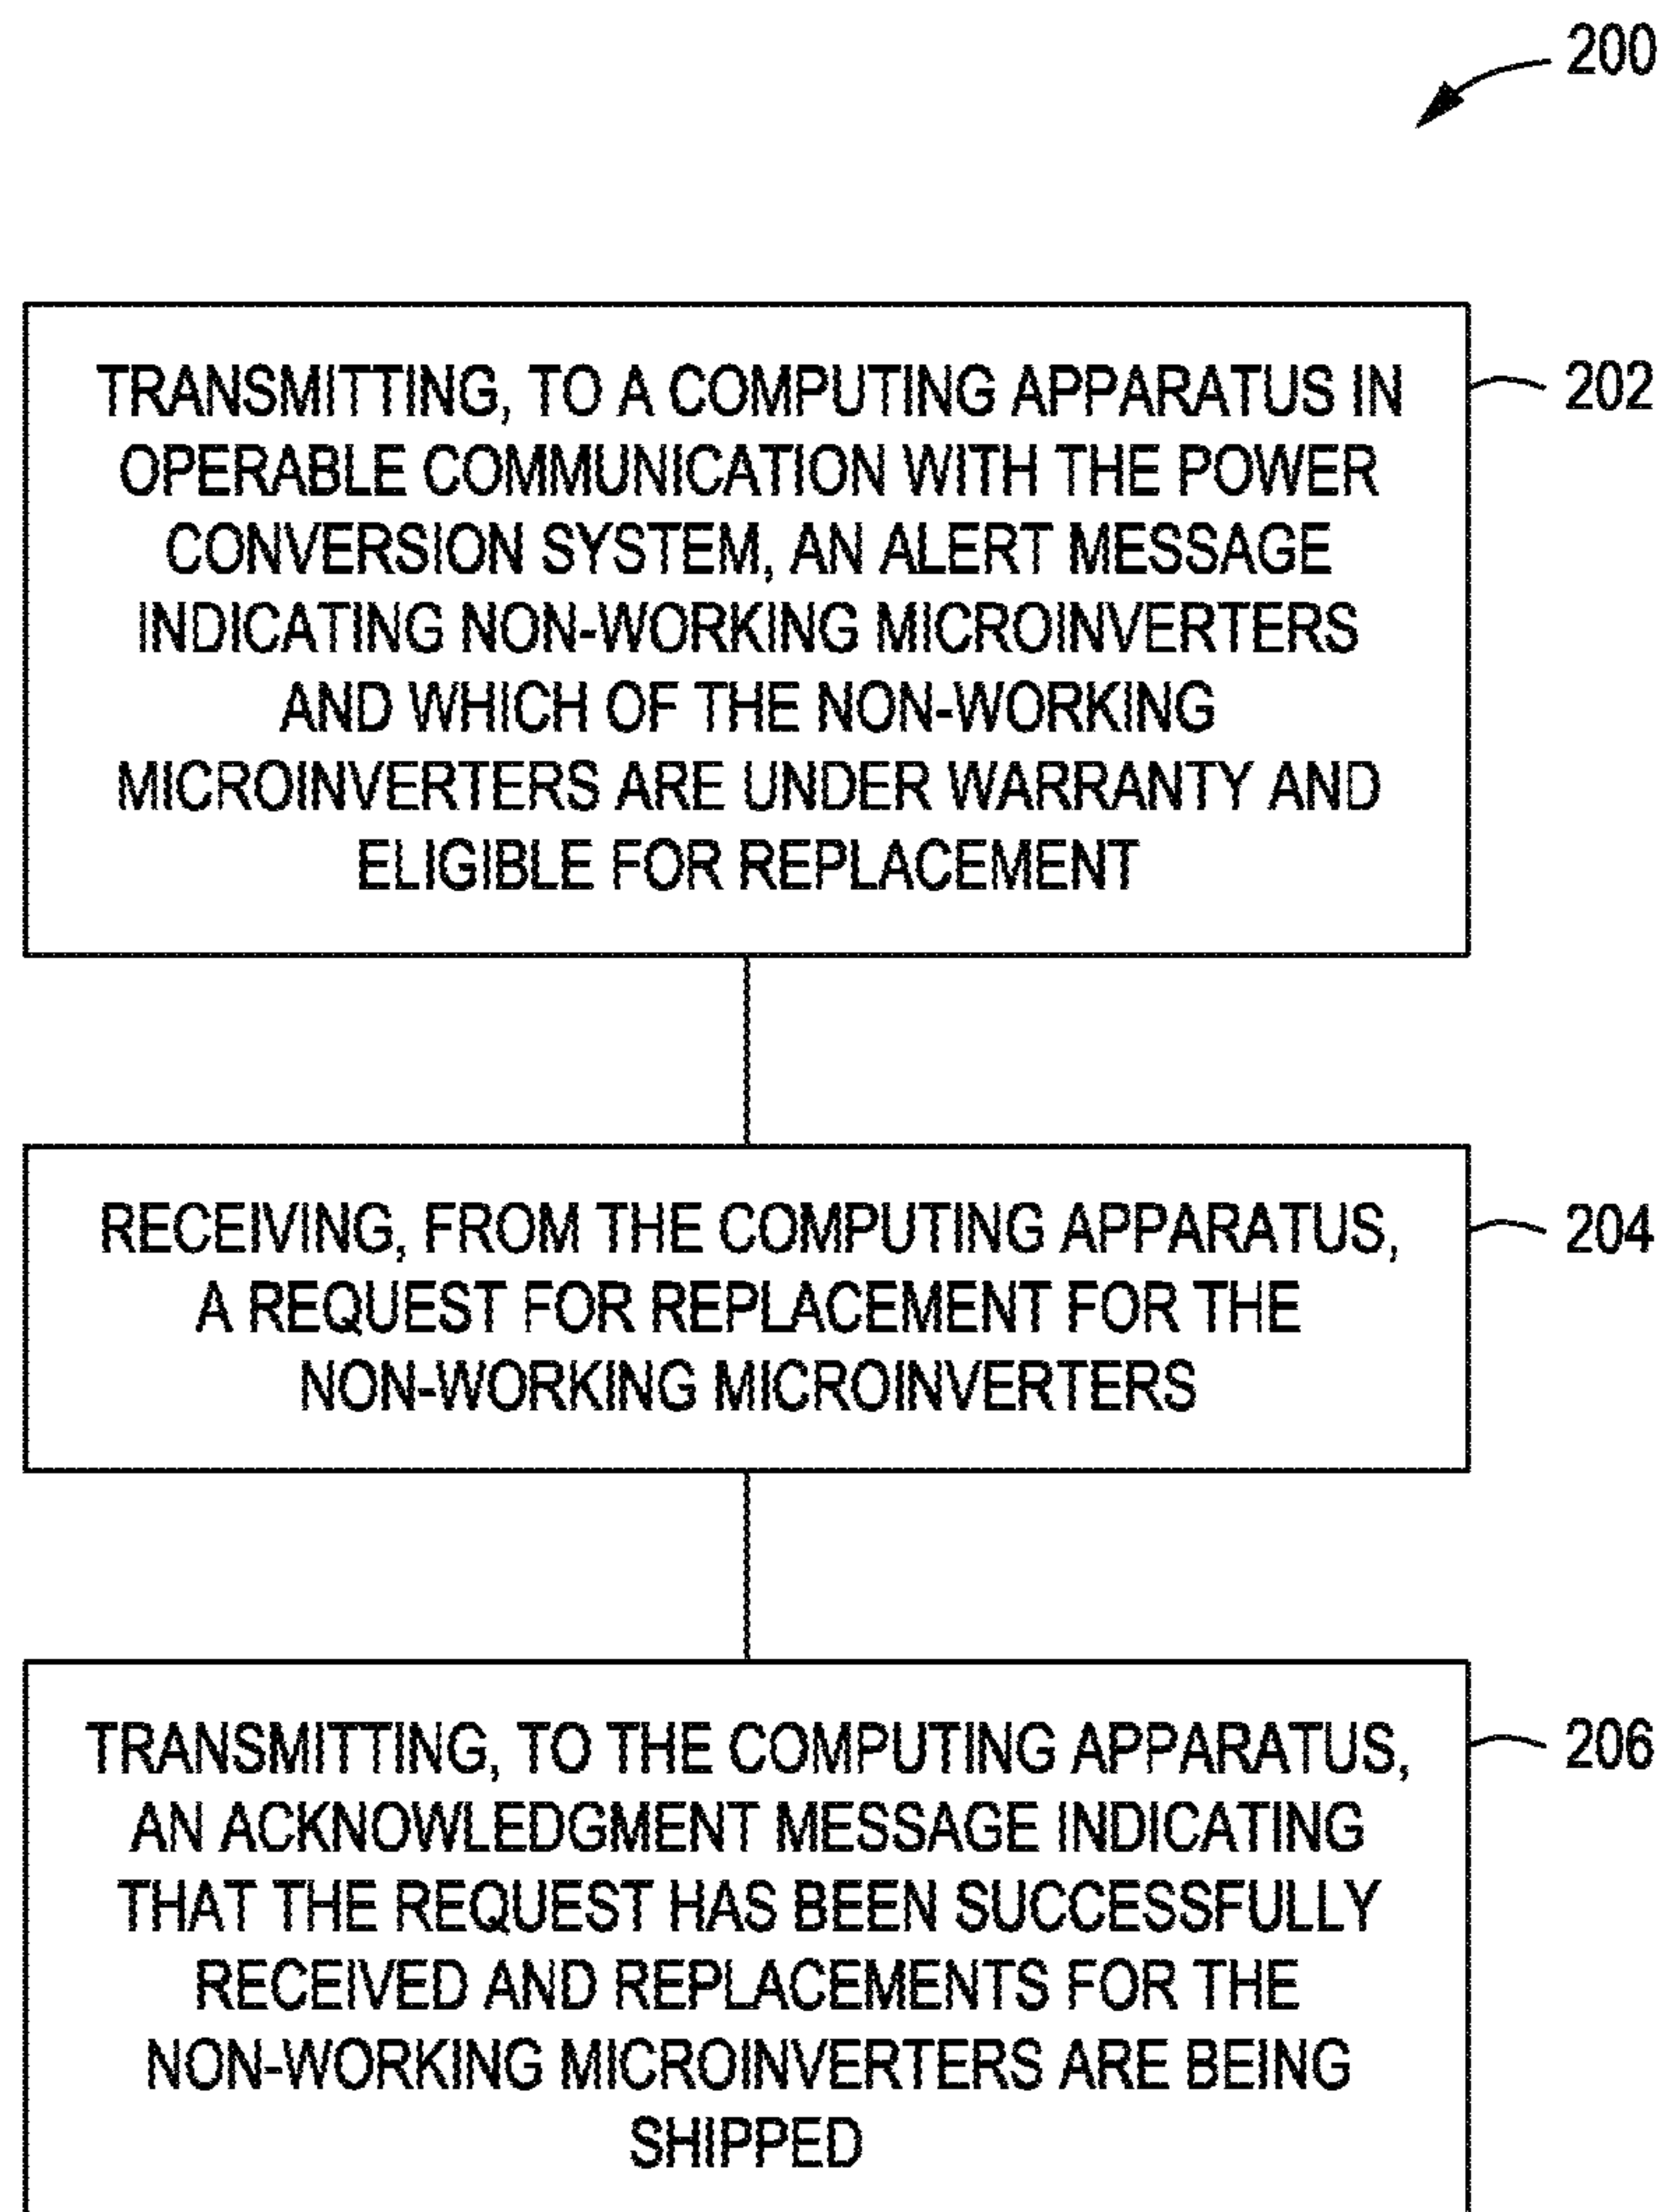 200
TRANSMITTING, TO A COMPUTING APPARATUS IN
OPERABLE COMMUNICATION WITH THE POWER
CONVERSION SYSTEM, AN ALERT MESSAGE
INDICATING NON-WORKING MICROINVERTERS
AND WHICH OF THE NON-WORKING
MICROINVERTERS ARE UNDER WARRANTY AND
ELIGIBLE FOR REPLACEMENT
202
RECEIVING, FROM THE COMPUTING APPARATUS,
A REQUEST FOR REPLACEMENT FOR THE
NON-WORKING MICROINVERTERS
204
TRANSMITTING, TO THE COMPUTING APPARATUS,
AN ACKNOWLEDGMENT MESSAGE INDICATING
THAT THE REQUEST HAS BEEN SUCCESSFULLY
RECEIVED AND REPLACEMENTS FOR THE
NON-WORKING MICROINVERTERS ARE BEING
SHIPPED
206